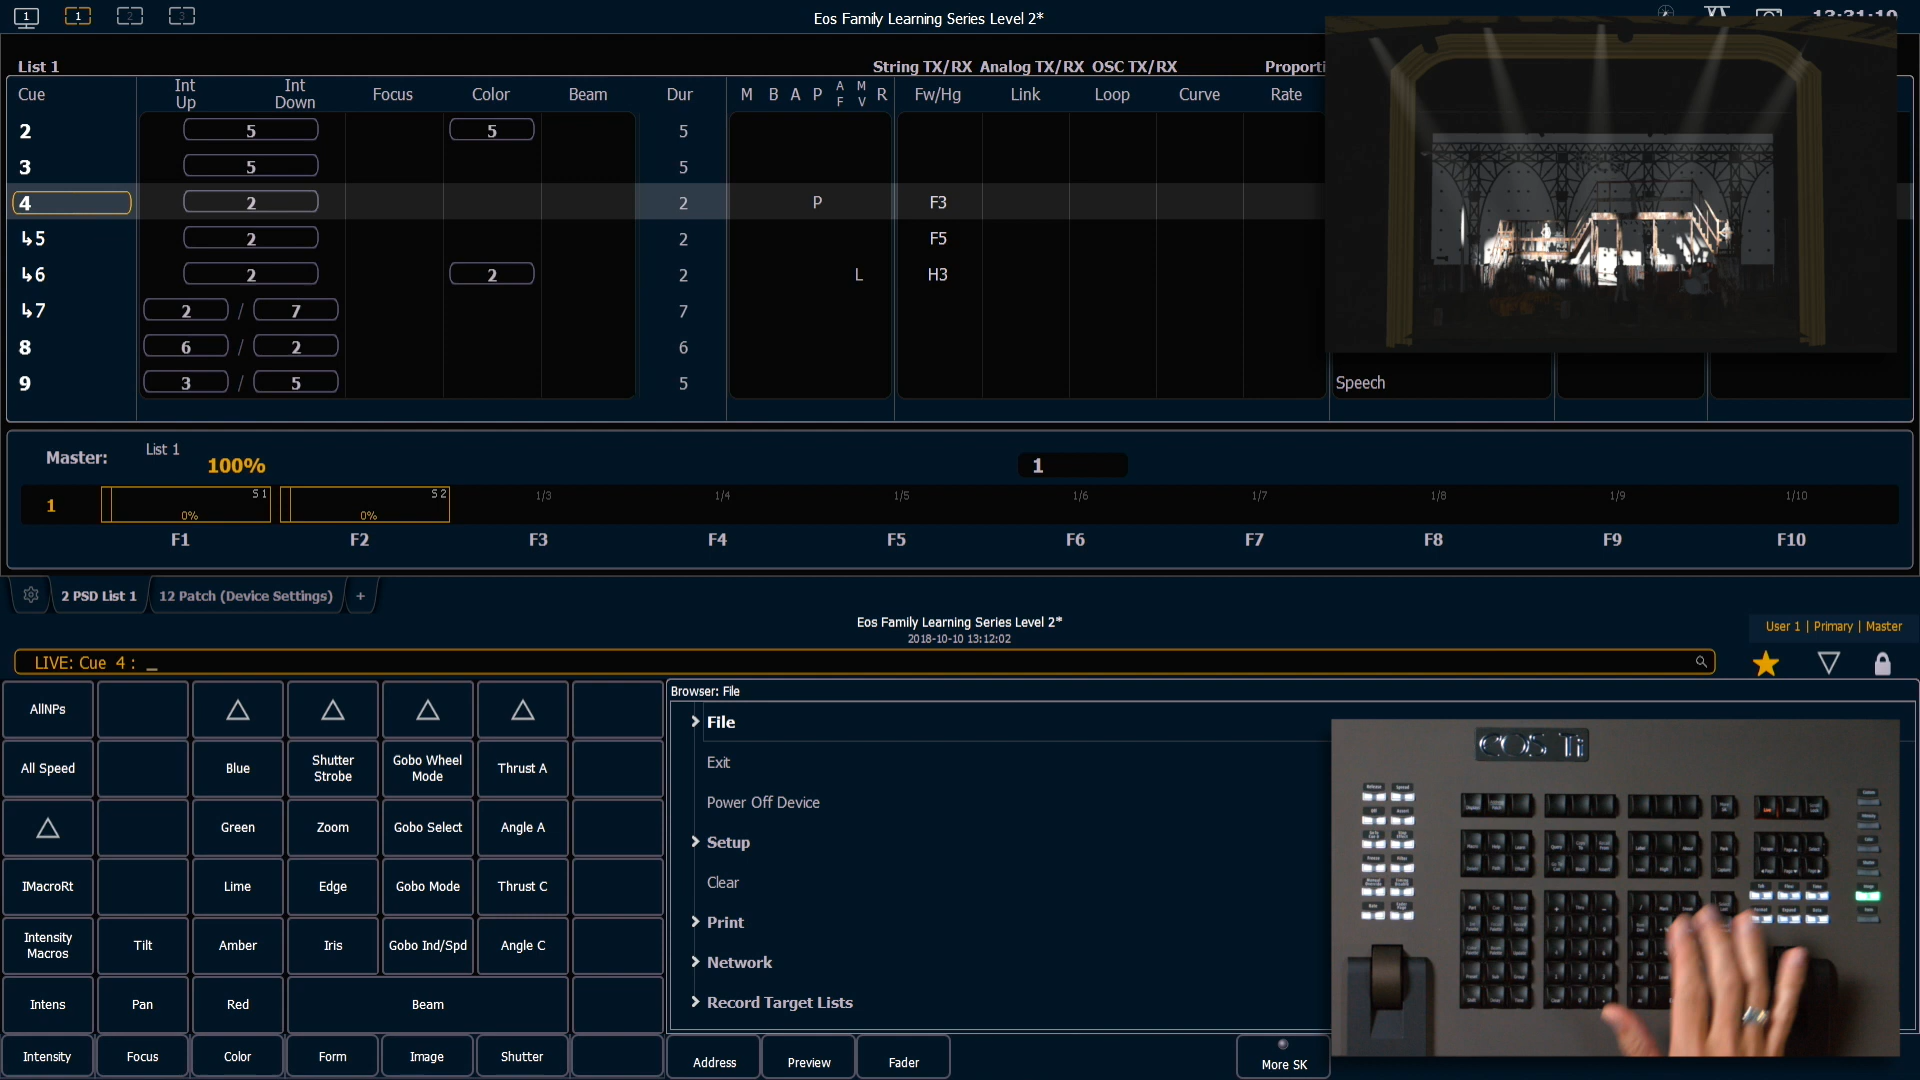 1 1 2 3
Eos Family Learning Series Level 2*
List 1
String TX/RX Analog TX/RX OSC TX/RX
Cue Int Up Int Down Focus Color Beam Dur M B A P AF MV R Fw/Hg Link Loop Curve Rate
2 5 5 5
3 5 5
4 2 2 P F3
↳5 2 2 F5
↳6 2 2 2 L H3
↳7 2 / 7 7
8 6 / 2 6
9 3 / 5 5 Speech
Master: List 1 100% 1
1 S 1 0% S 2 0% 1/3 1/4 1/5 1/6 1/7 1/8 1/9 1/10
F1 F2 F3 F4 F5 F6 F7 F8 F9 F10
2 PSD List 1 12 Patch (Device Settings) +
Eos Family Learning Series Level 2*
2018-10-10 13:12:02
User 1 | Primary | Master
LIVE: Cue 4 : _
AllNPs
All Speed Blue Shutter Strobe Gobo Wheel Mode Thrust A
Green Zoom Gobo Select Angle A
IMacroRt Lime Edge Gobo Mode Thrust C
Intensity Macros Tilt Amber Iris Gobo Ind/Spd Angle C
Intens Pan Red Beam
Intensity Focus Color Form Image Shutter
Browser: File
File
Exit
Power Off Device
Setup
Clear
Print
Network
Record Target Lists
Address Preview Fader More SK